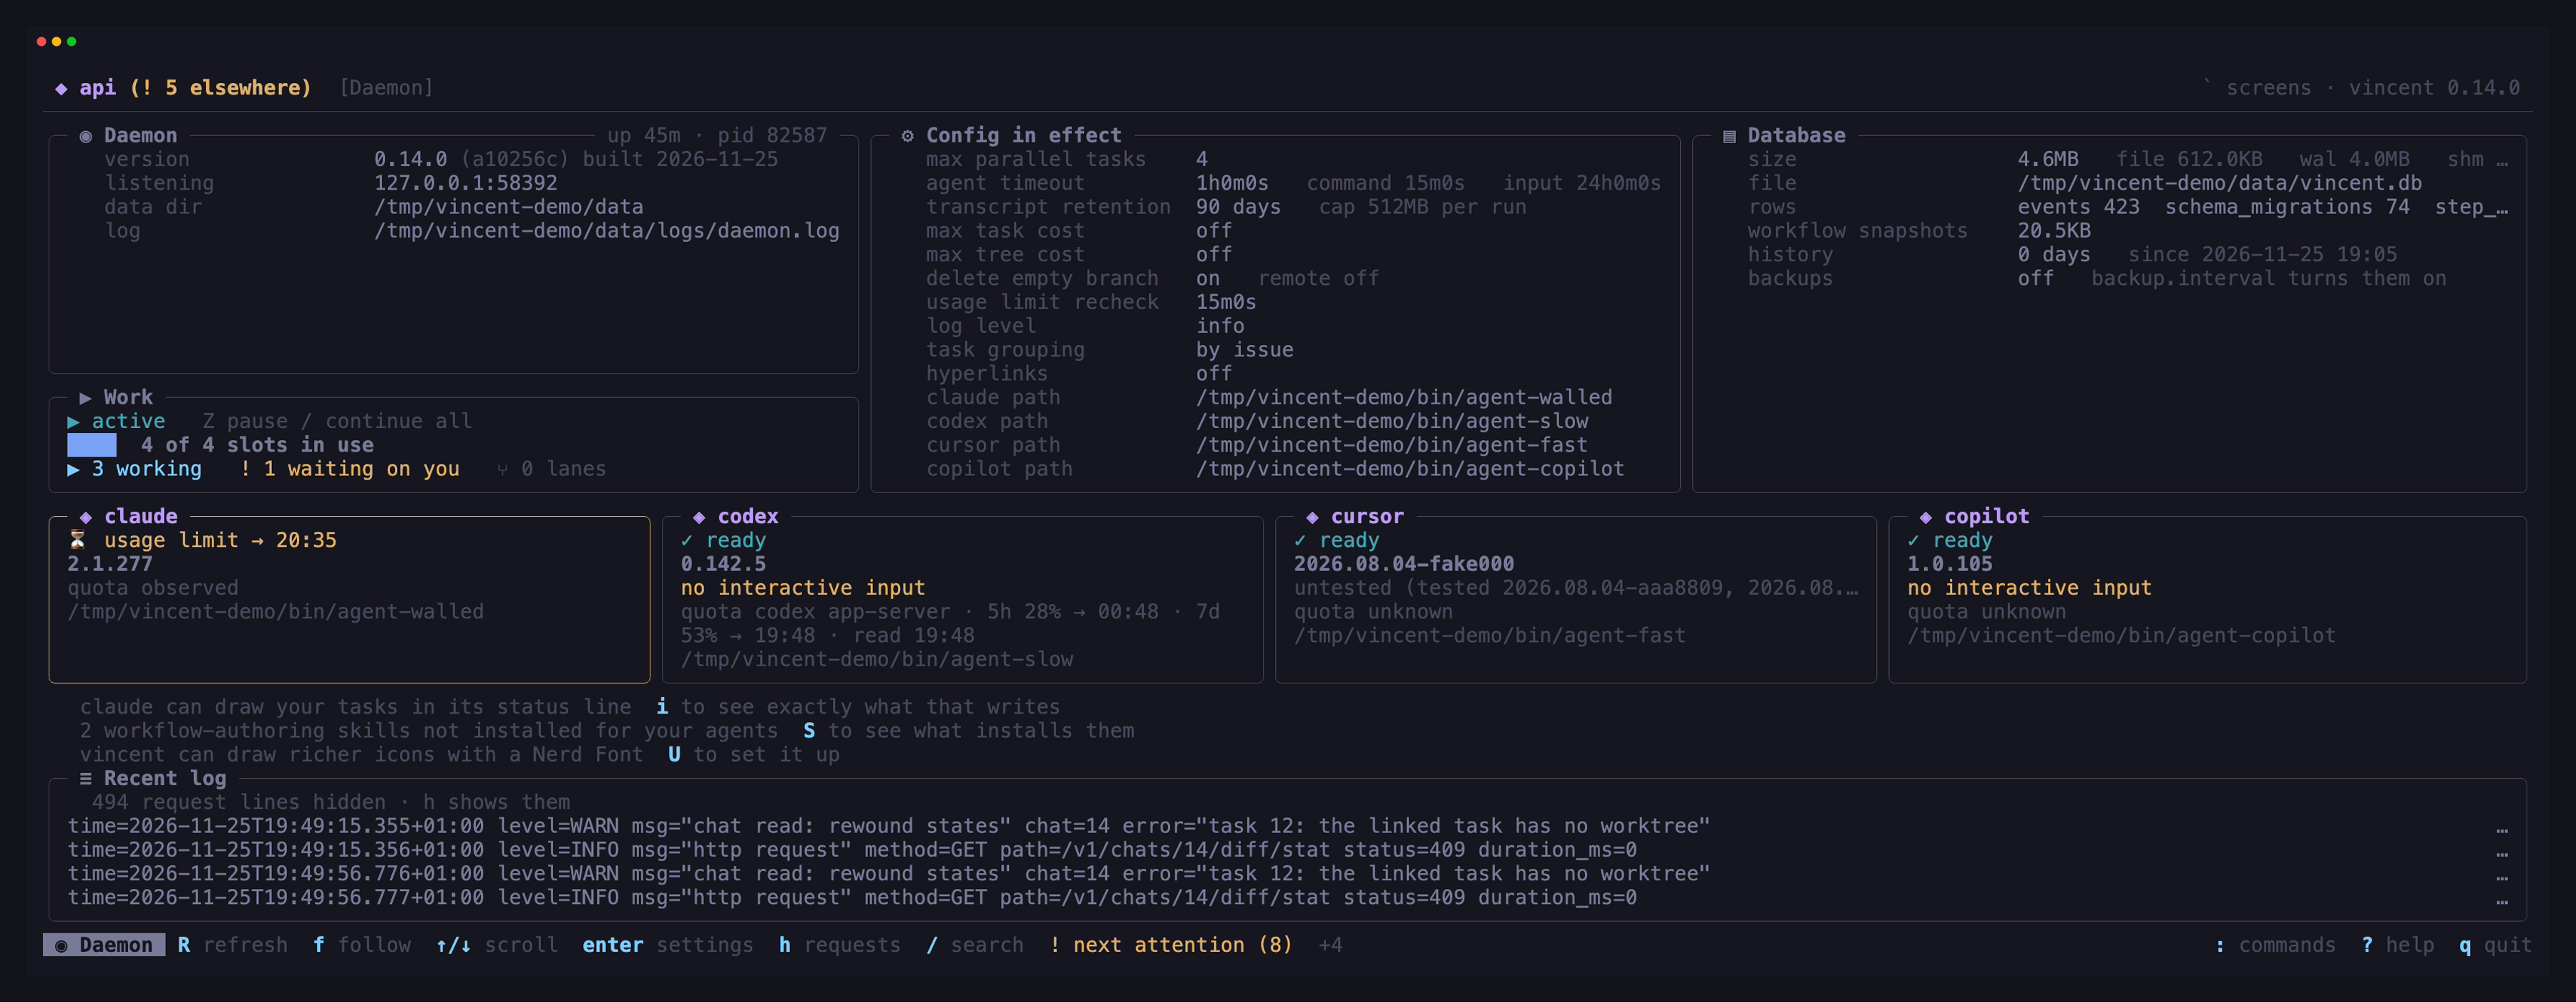 ◆ api (! 5 elsewhere) [Daemon] ` screens · vincent 0.14.0
◉ Daemon up 45m · pid 82587
version 0.14.0 (a10256c) built 2026-11-25
listening 127.0.0.1:58392
data dir /tmp/vincent-demo/data
log /tmp/vincent-demo/data/logs/daemon.log
▶ Work
▶ active Z pause / continue all
4 of 4 slots in use
▶ 3 working ! 1 waiting on you ⑂ 0 lanes
⚙ Config in effect
max parallel tasks 4
agent timeout 1h0m0s command 15m0s input 24h0m0s
transcript retention 90 days cap 512MB per run
max task cost off
max tree cost off
delete empty branch on remote off
usage limit recheck 15m0s
log level info
task grouping by issue
hyperlinks off
claude path /tmp/vincent-demo/bin/agent-walled
codex path /tmp/vincent-demo/bin/agent-slow
cursor path /tmp/vincent-demo/bin/agent-fast
copilot path /tmp/vincent-demo/bin/agent-copilot
▤ Database
size 4.6MB file 612.0KB wal 4.0MB shm …
file /tmp/vincent-demo/data/vincent.db
rows events 423 schema_migrations 74 step_…
workflow snapshots 20.5KB
history 0 days since 2026-11-25 19:05
backups off backup.interval turns them on
◈ claude
⏳ usage limit → 20:35
2.1.277
quota observed
/tmp/vincent-demo/bin/agent-walled
◈ codex
✓ ready
0.142.5
no interactive input
quota codex app-server · 5h 28% → 00:48 · 7d
53% → 19:48 · read 19:48
/tmp/vincent-demo/bin/agent-slow
◈ cursor
✓ ready
2026.08.04-fake000
untested (tested 2026.08.04-aaa8809, 2026.08.…
quota unknown
/tmp/vincent-demo/bin/agent-fast
◈ copilot
✓ ready
1.0.105
no interactive input
quota unknown
/tmp/vincent-demo/bin/agent-copilot
claude can draw your tasks in its status line i to see exactly what that writes
2 workflow-authoring skills not installed for your agents S to see what installs them
vincent can draw richer icons with a Nerd Font U to set it up
≡ Recent log
494 request lines hidden · h shows them
time=2026-11-25T19:49:15.355+01:00 level=WARN msg="chat read: rewound states" chat=14 error="task 12: the linked task has no worktree" …
time=2026-11-25T19:49:15.356+01:00 level=INFO msg="http request" method=GET path=/v1/chats/14/diff/stat status=409 duration_ms=0 …
time=2026-11-25T19:49:56.776+01:00 level=WARN msg="chat read: rewound states" chat=14 error="task 12: the linked task has no worktree" …
time=2026-11-25T19:49:56.777+01:00 level=INFO msg="http request" method=GET path=/v1/chats/14/diff/stat status=409 duration_ms=0 …
◉ Daemon R refresh f follow ↑/↓ scroll enter settings h requests / search ! next attention (8) +4 : commands ? help q quit